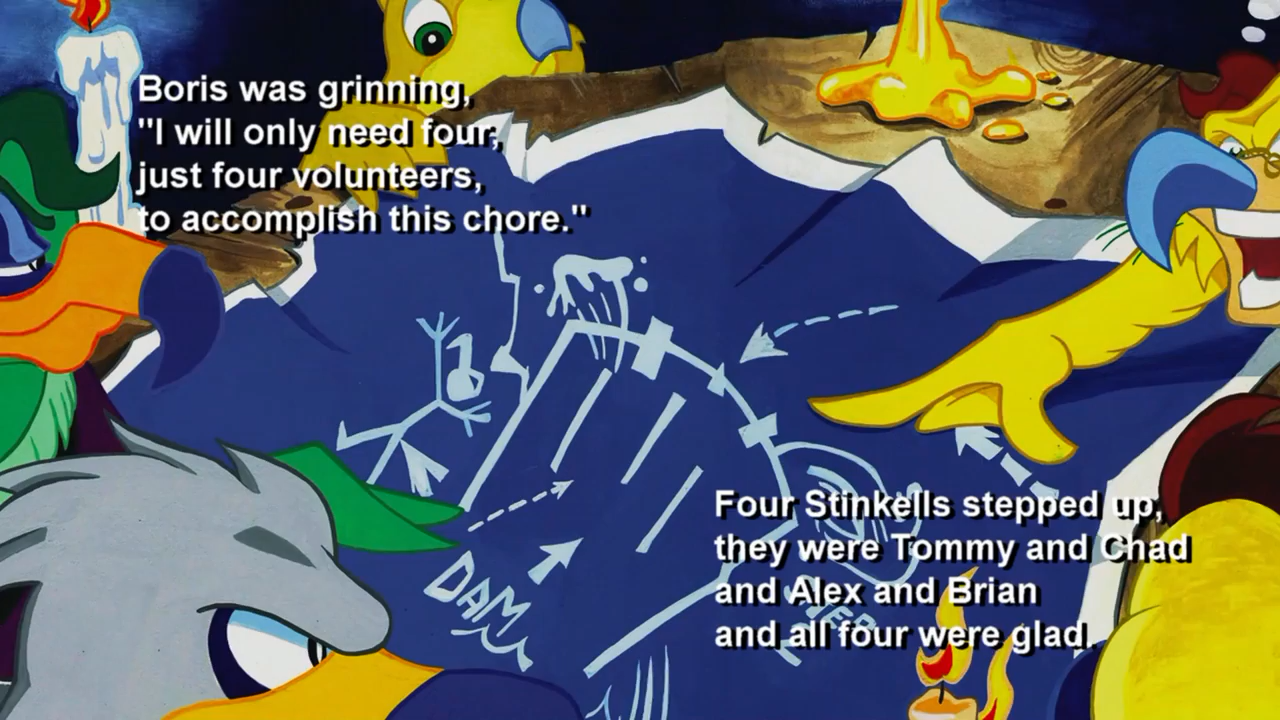 Boris was grinning,
"I will only need four,
just four volunteers,
to accomplish this chore."
DAM
Four Stinkells stepped up,
they were Tommy and Chad
and Alex and Brian
and all four were glad.